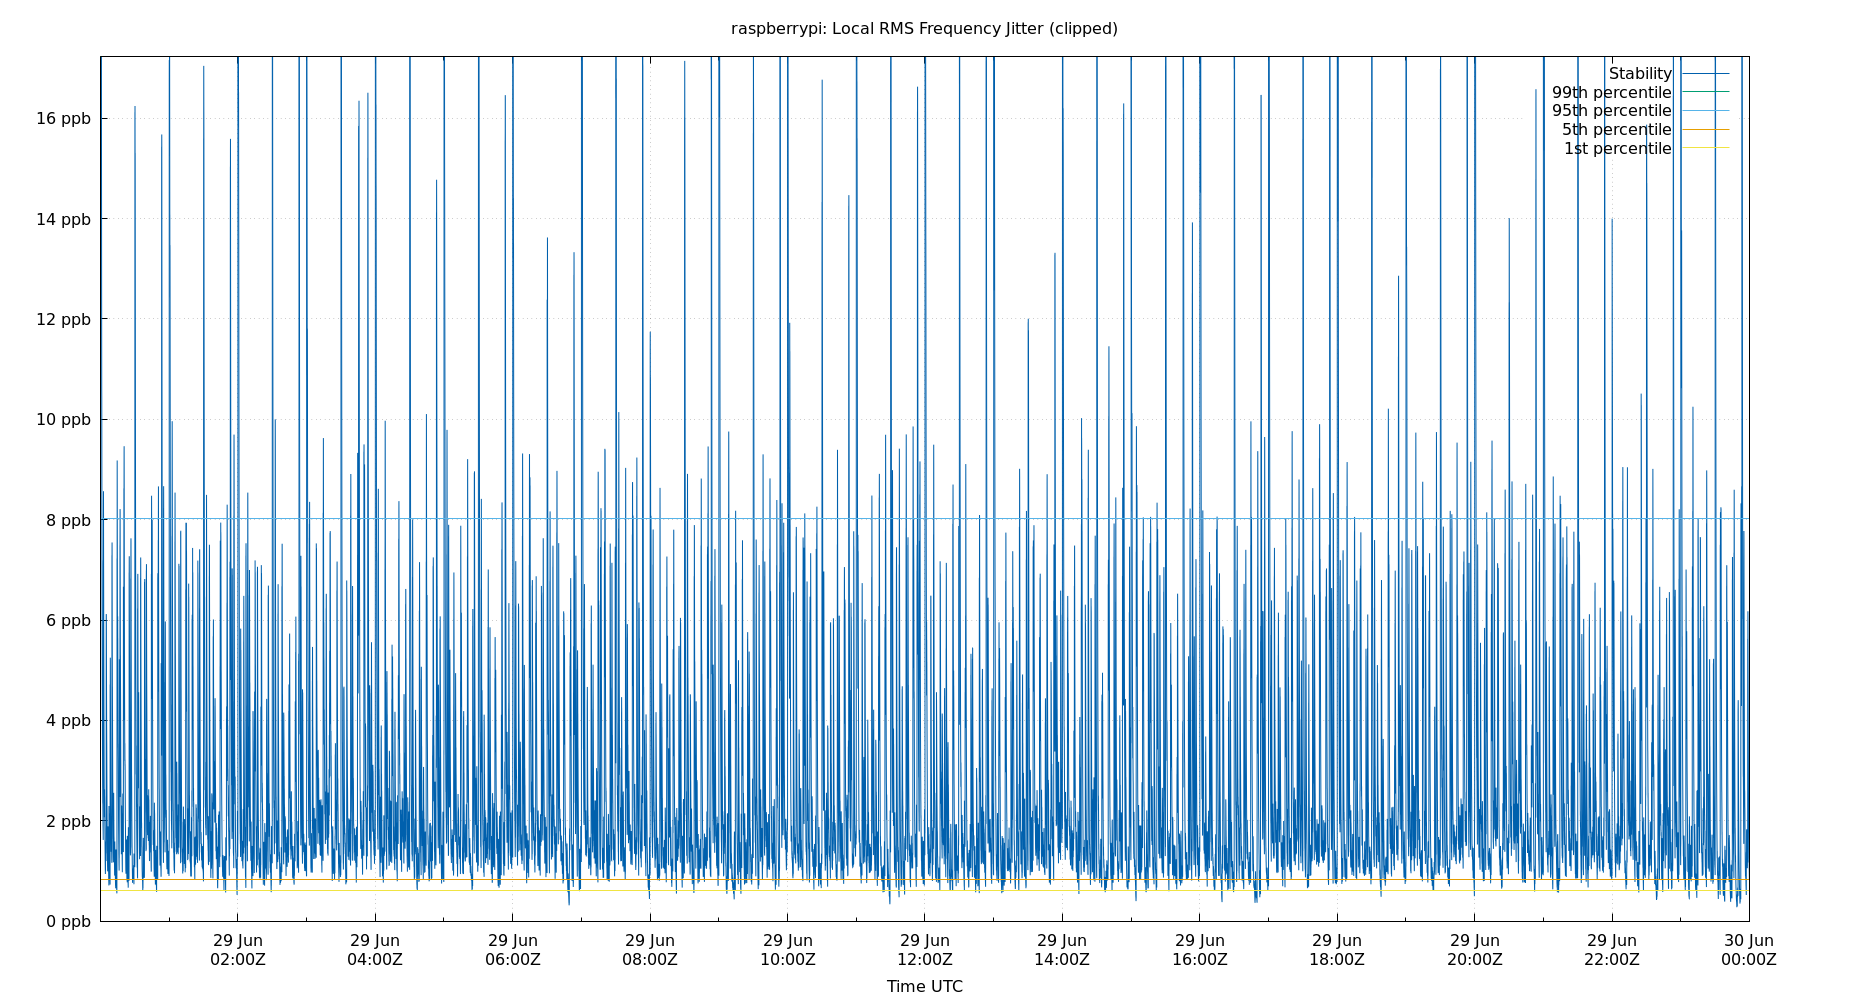 raspberrypi: Local RMS Frequency Jitter (clipped)
Stability
99th percentile
95th percentile
5th percentile
1st percentile
16 ppb
14 ppb
12 ppb
10 ppb
8 ppb
6 ppb
4 ppb
2 ppb
0 ppb
29 Jun 29 Jun 29 Jun 29 Jun 29 Jun 29 Jun 29 Jun 29 Jun 29 Jun 29 Jun 29 Jun 30 Jun
02:00Z 04:00Z 06:00Z 08:00Z 10:00Z 12:00Z 14:00Z 16:00Z 18:00Z 20:00Z 22:00Z 00:00Z
Time UTC